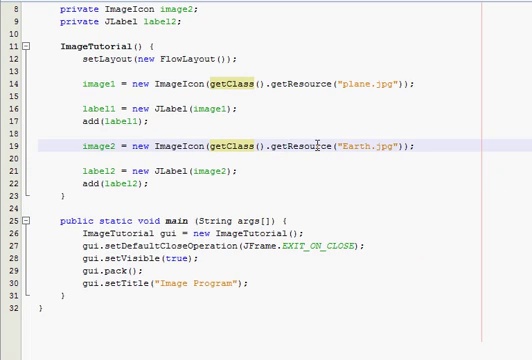 8 private ImageIcon image2;
9 private JLabel label2;
10
11 ImageTutorial() {
12 setLayout(new FlowLayout());
13
14 image1 = new ImageIcon(getClass().getResource("plane.jpg"));
15
16 label1 = new JLabel(image1);
17 add(label1);
18
19 image2 = new ImageIcon(getClass().getResource("Earth.jpg"));
20
21 label2 = new JLabel(image2);
22 add(label2);
23 }
24
25 public static void main (String args[]) {
26 ImageTutorial gui = new ImageTutorial();
27 gui.setDefaultCloseOperation(JFrame.EXIT_ON_CLOSE);
28 gui.setVisible(true);
29 gui.pack();
30 gui.setTitle("Image Program");
31 }
32 }